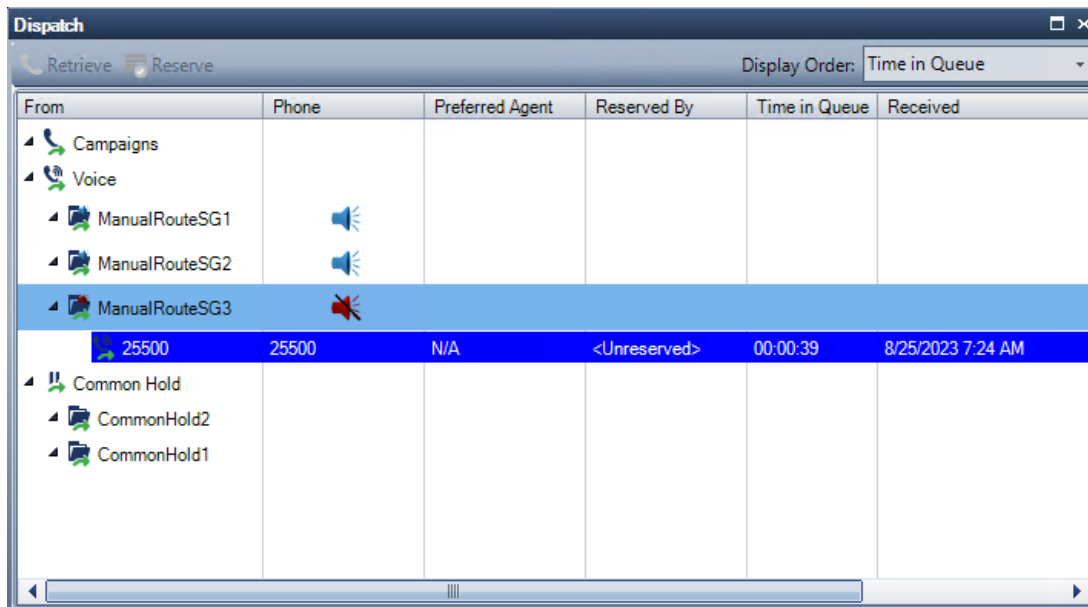 Dispatch
Retrieve Reserve Display Order: Time in Queue
From Phone Preferred Agent Reserved By Time in Queue Received
Campaigns
Voice
ManualRouteSG1
ManualRouteSG2
ManualRouteSG3
25500 25500 N/A <Unreserved> 00:00:39 8/25/2023 7:24 AM
Common Hold
CommonHold2
CommonHold1